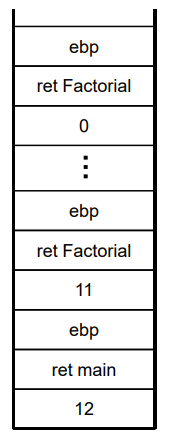 ebp
ret Factorial
0
⋮
ebp
ret Factorial
11
ebp
ret main
12